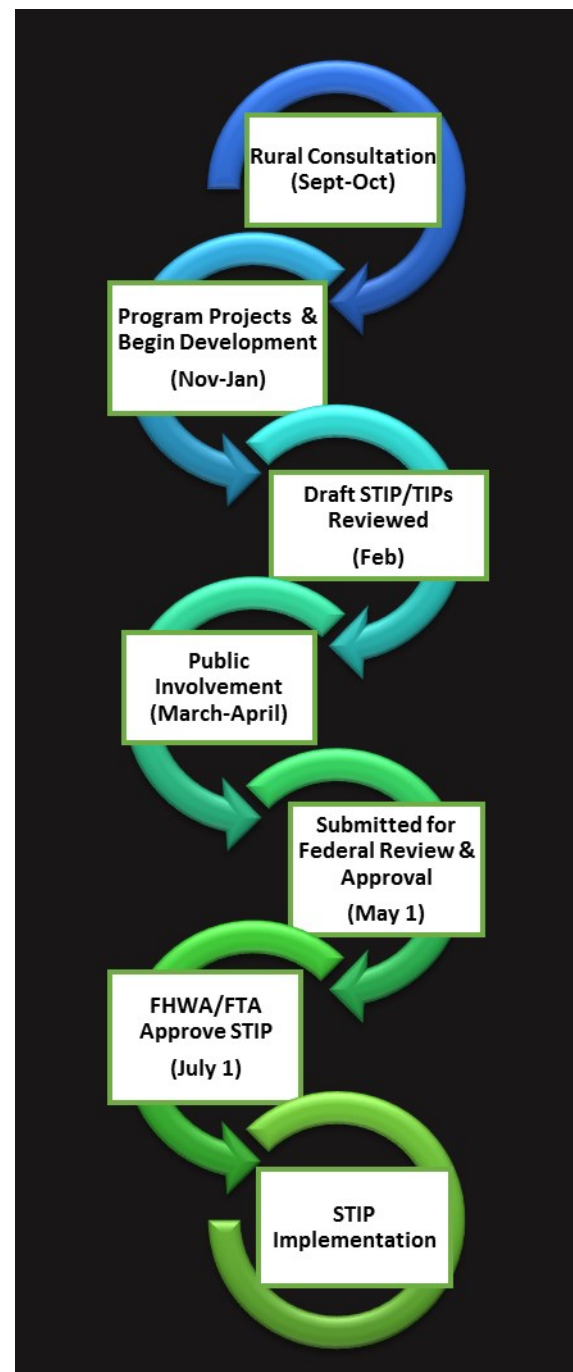 Rural Consultation
(Sept-Oct)
Program Projects &
Begin Development
(Nov-Jan)
Draft STIP/TIPs
Reviewed
(Feb)
Public
Involvement
(March-April)
Submitted for
Federal Review &
Approval
(May 1)
FHWA/FTA
Approve STIP
(July 1)
STIP
Implementation